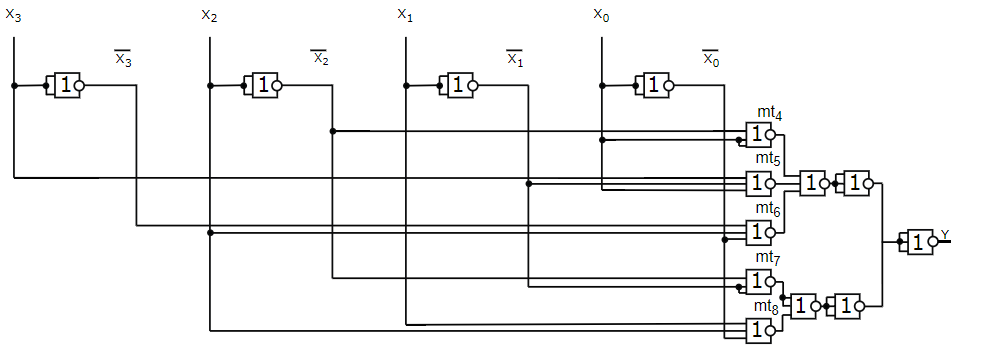 X₃ X₂ X₁ X₀
X̅₃ X̅₂ X̅₁ X̅₀
1 1 1 1
mt₄
1
mt₅
1 1 1
mt₆
1
Y
1
mt₇
1
mt₈
1 1
1